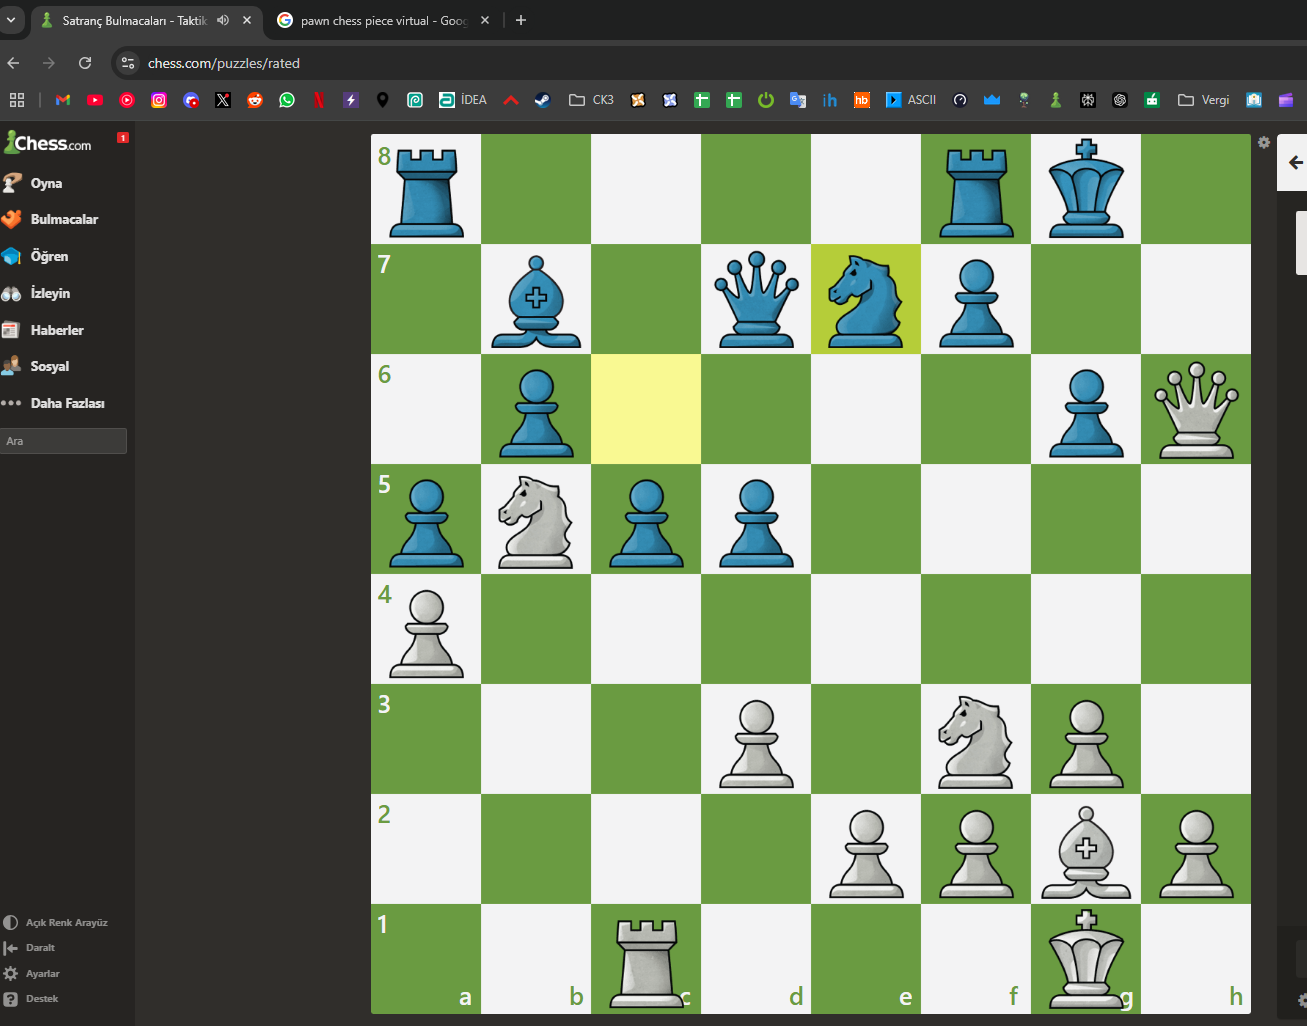 Satranç Bulmacaları - Taktik
pawn chess piece virtual - Goog
chess.com/puzzles/rated
İDEA
CK3
ih
hb
ASCII
Vergi
Chess.com
1
Oyna
Bulmacalar
Öğren
İzleyin
Haberler
Sosyal
Daha Fazlası
Ara
Açık Renk Arayüz
Daralt
Ayarlar
Destek
8
7
6
5
4
3
2
1
a b c d e f g h